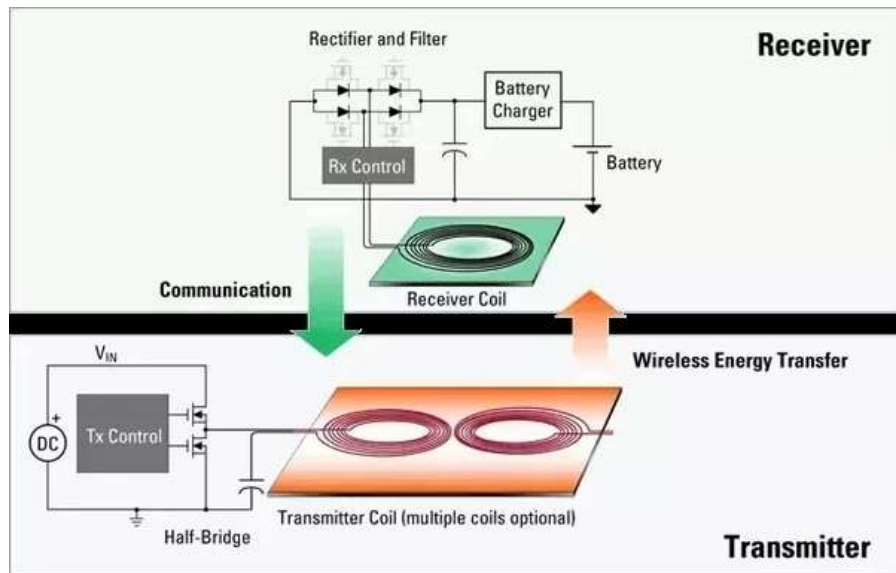 Rectifier and Filter
Receiver
Battery
Charger
Rx Control
Battery
Communication
Receiver Coil
Wireless Energy Transfer
VIN
+
DC
Tx Control
Transmitter Coil (multiple coils optional)
Half-Bridge
Transmitter